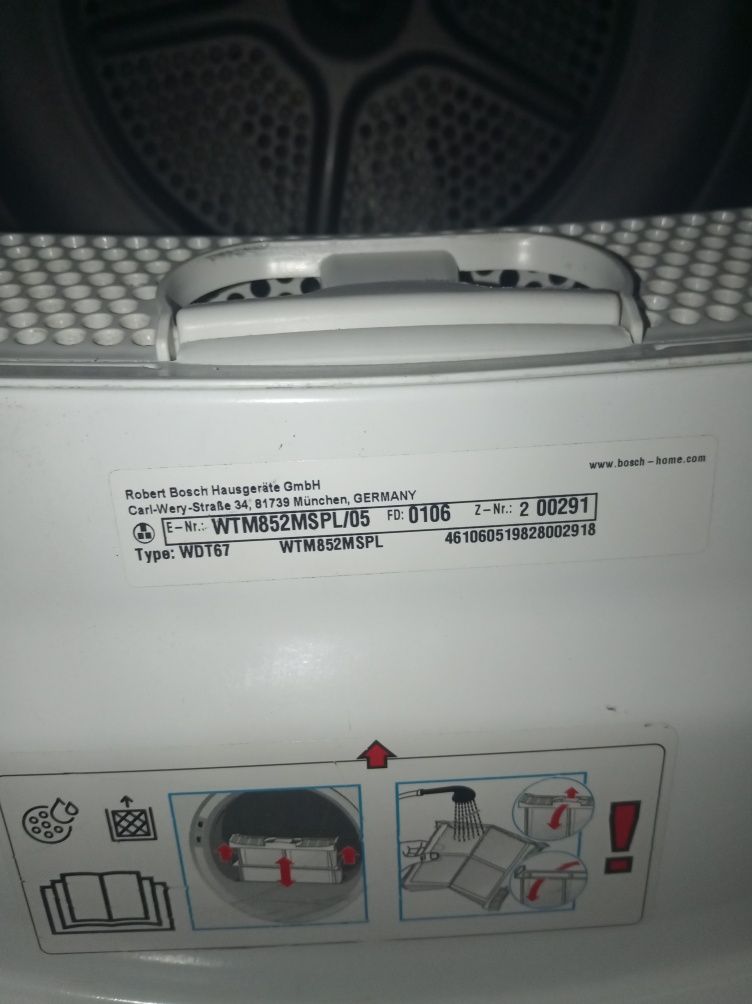 www.bosch-home.com
Robert Bosch Hausgeräte GmbH
Carl-Wery-Straße 34, 81739 München, GERMANY
E-Nr.: WTM852MSPL/05 FD: 0106 Z-Nr.: 2 00291
Type: WDT67 WTM852MSPL 461060519828002918